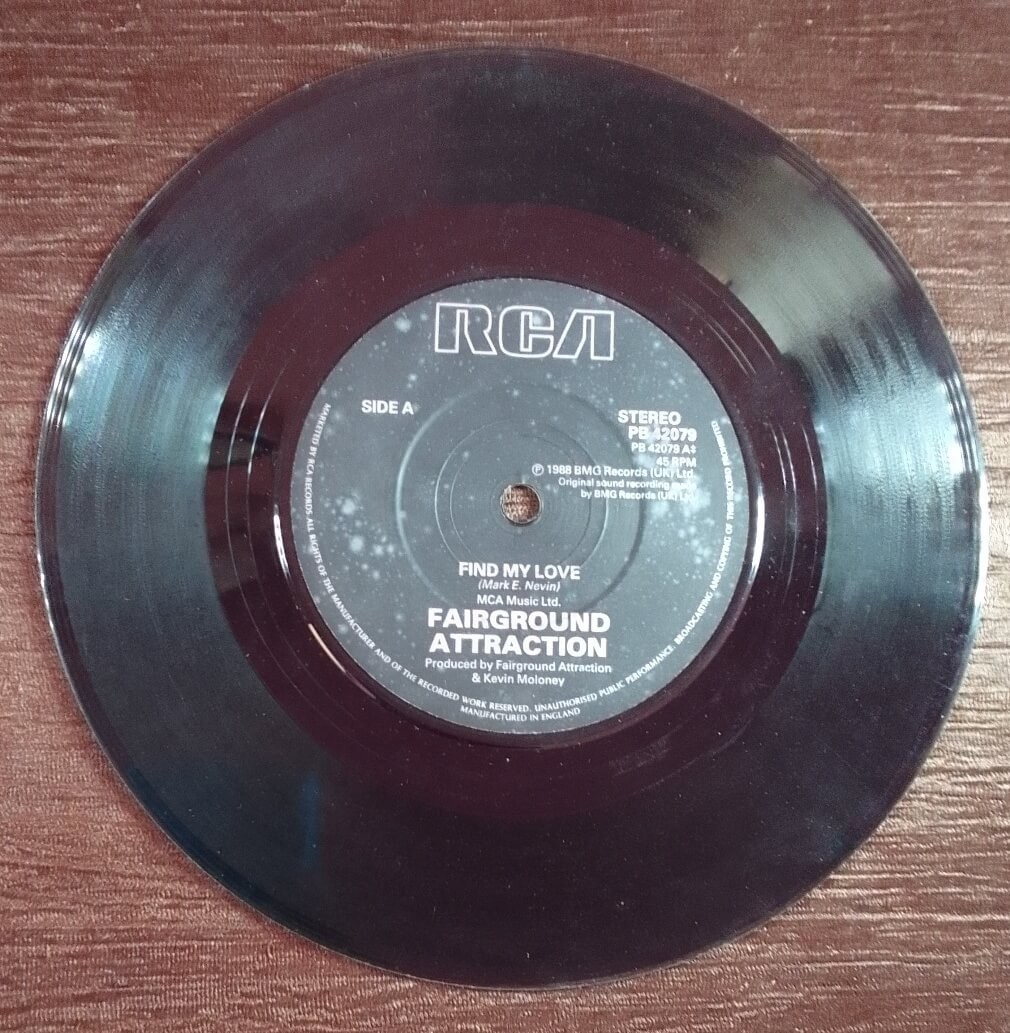 RCA
SIDE A
STEREO
PB 42079
PB 42079 A
45 RPM
℗ 1988 BMG Records (UK) Ltd.
Original sound recording made
by BMG Records (UK) Ltd.
FIND MY LOVE
(Mark E. Nevin)
MCA Music Ltd.
FAIRGROUND
ATTRACTION
Produced by Fairground Attraction
& Kevin Moloney
MARKETED BY RCA RECORDS. ALL RIGHTS OF THE MANUFACTURER AND OF THE RECORDED WORK RESERVED. UNAUTHORISED PUBLIC PERFORMANCE, BROADCASTING AND COPYING OF THIS RECORD PROHIBITED.
MANUFACTURED IN ENGLAND